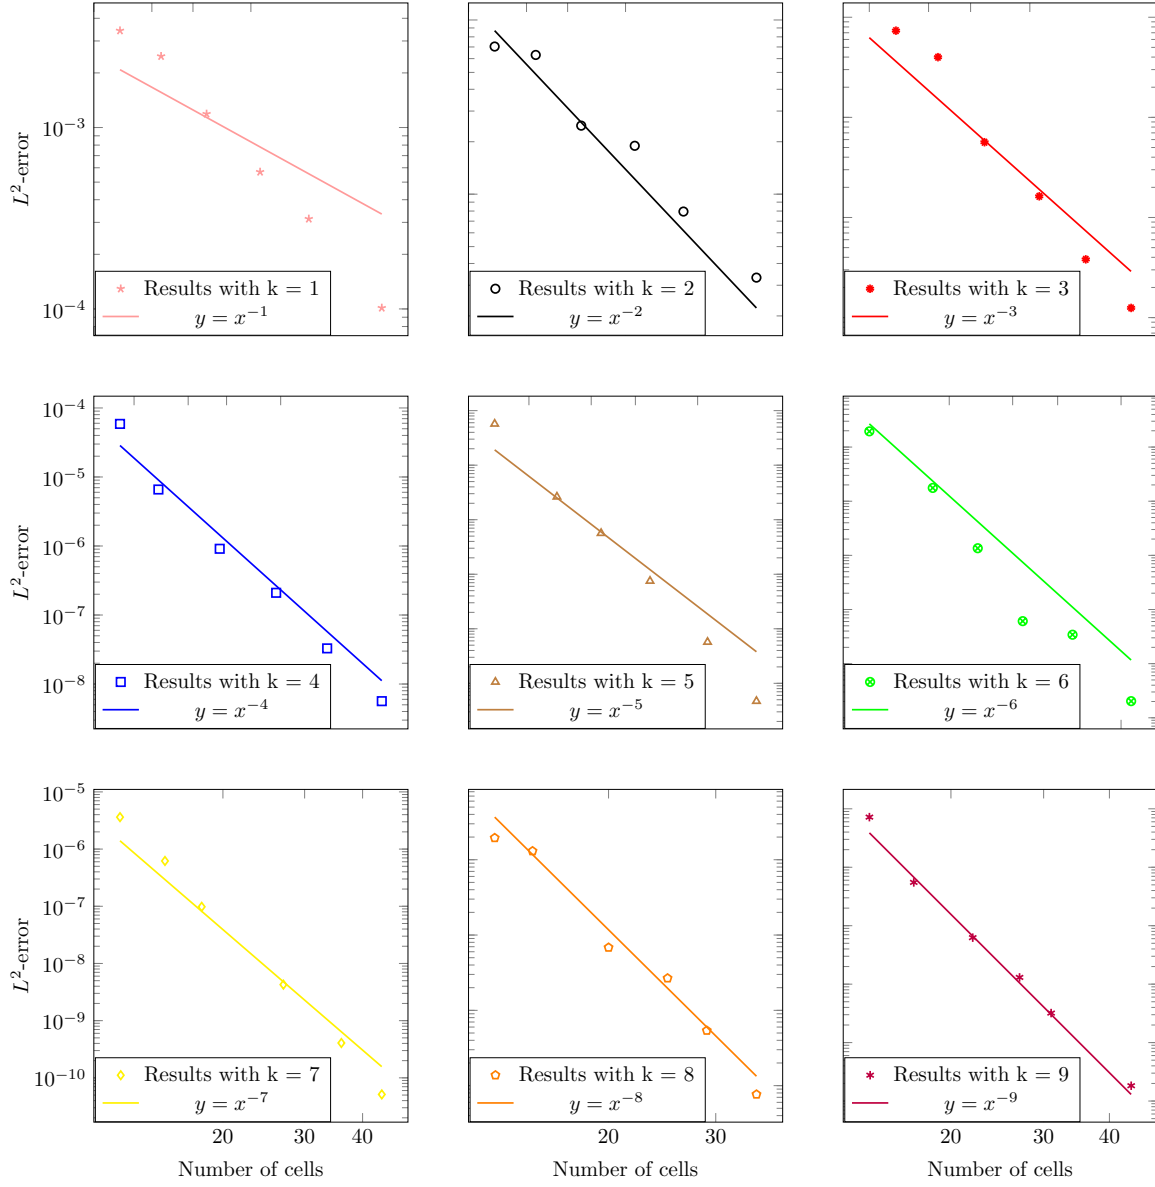 10^{-3}
10^{-4}
L^2-error
Results with k = 1
y = x^{-1}
Results with k = 2
y = x^{-2}
Results with k = 3
y = x^{-3}
10^{-4}
10^{-5}
10^{-6}
10^{-7}
10^{-8}
L^2-error
Results with k = 4
y = x^{-4}
Results with k = 5
y = x^{-5}
Results with k = 6
y = x^{-6}
10^{-5}
10^{-6}
10^{-7}
10^{-8}
10^{-9}
10^{-10}
L^2-error
Results with k = 7
y = x^{-7}
20 30 40
Number of cells
Results with k = 8
y = x^{-8}
20 30
Number of cells
Results with k = 9
y = x^{-9}
20 30 40
Number of cells